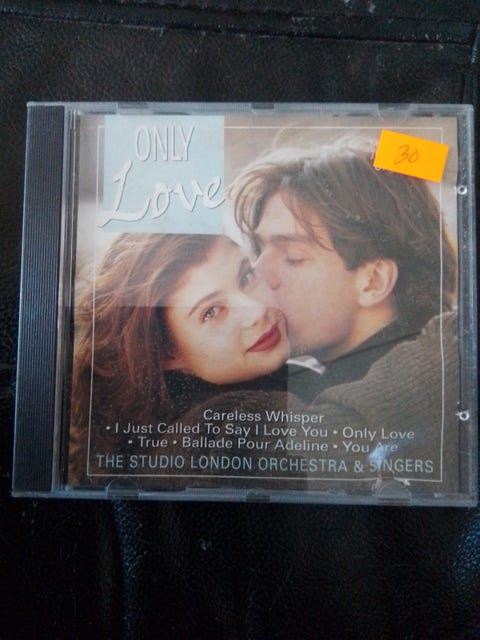 ONLY
Love
30
Careless Whisper
• I Just Called To Say I Love You • Only Love
• True • Ballade Pour Adeline • You Are
THE STUDIO LONDON ORCHESTRA & SINGERS